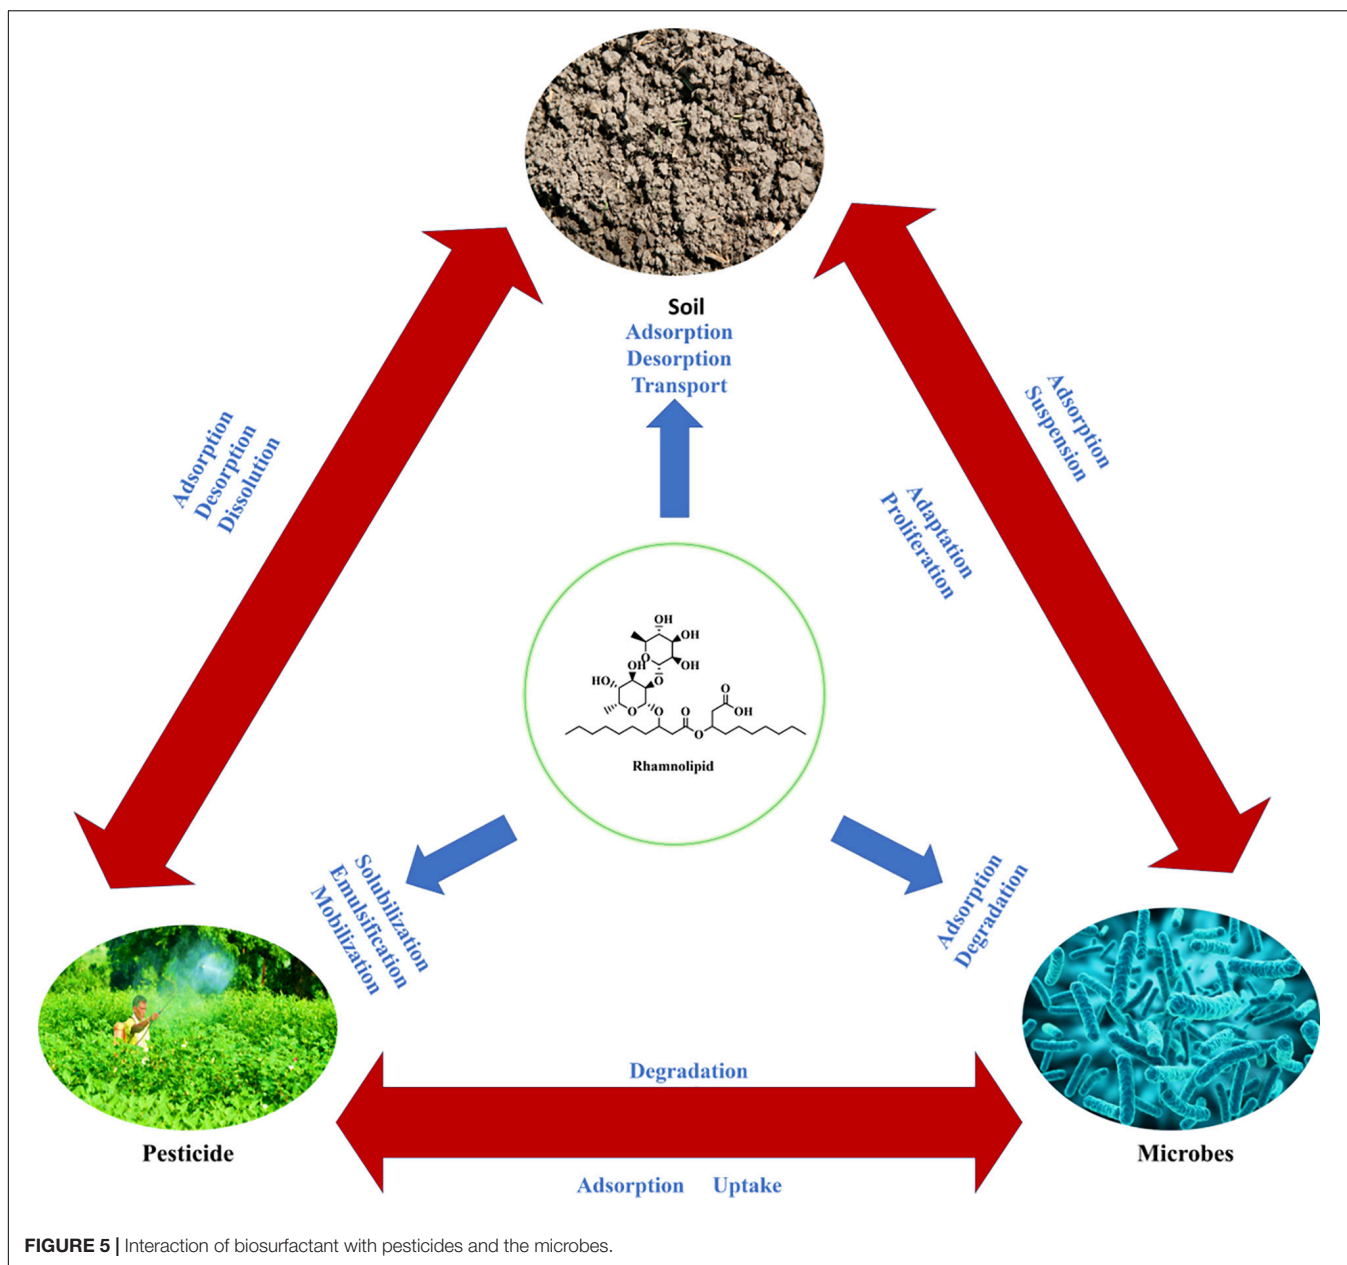 Soil
Adsorption
Desorption
Transport
Adsorption
Desorption
Dissolution
Adsorption
Suspension
Adaptation
Proliferation
OH
OH
O
OH
OH
HO
O
O
O
O
O
O
OH
O
Rhamnolipid
Solubilization
Emulsification
Mobilization
Adsorption
Degradation
Degradation
Pesticide
Microbes
Adsorption Uptake
FIGURE 5 | Interaction of biosurfactant with pesticides and the microbes.